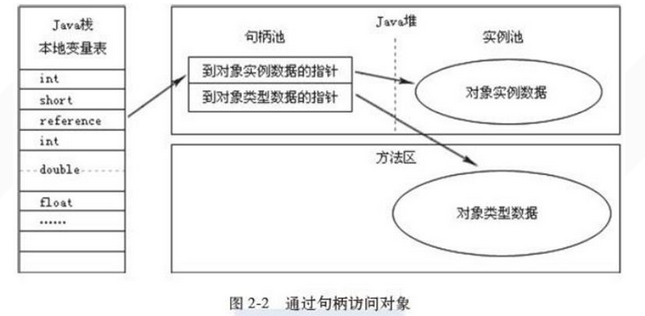 Java栈
本地变量表
int
short
reference
int
double
float
……
Java堆
句柄池
实例池
到对象实例数据的指针
到对象类型数据的指针
对象实例数据
方法区
对象类型数据
图 2-2 通过句柄访问对象